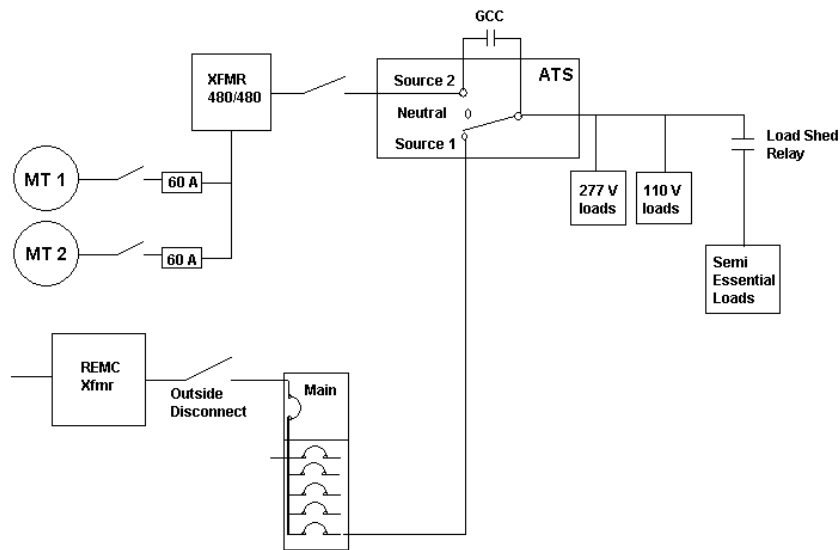 GCC
XFMR
480/480
Source 2
ATS
Neutral
Source 1
Load Shed
Relay
MT 1
60 A
277 V
loads
110 V
loads
MT 2
60 A
Semi
Essential
Loads
REMC
Xfmr
Outside
Disconnect
Main